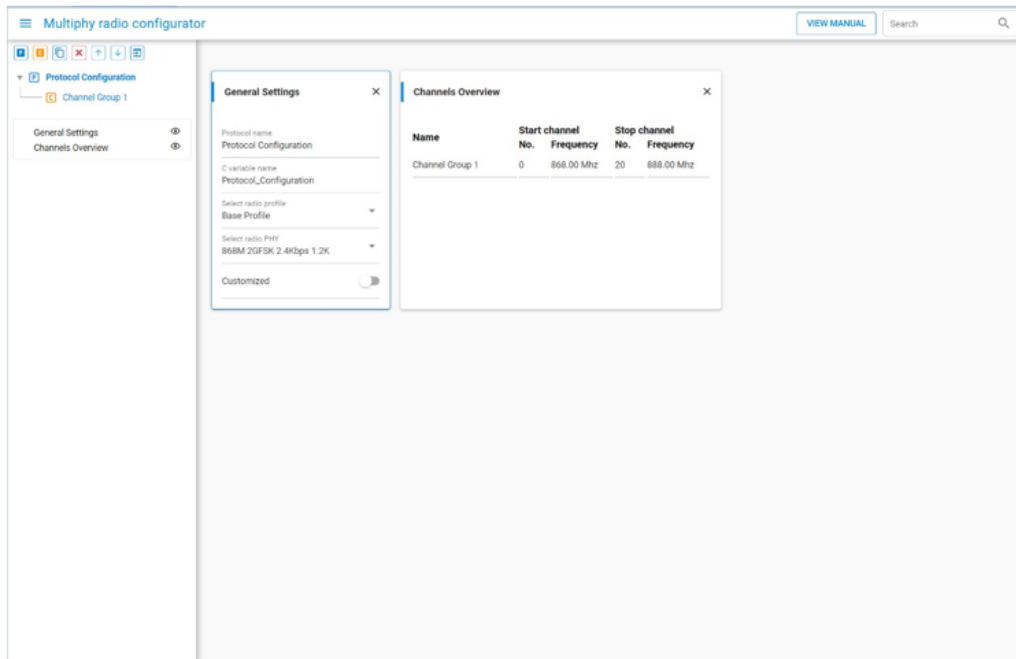 Multiphy radio configurator
VIEW MANUAL
Search
P C
P Protocol Configuration
C Channel Group 1
General Settings
Channels Overview
General Settings
Protocol name
Protocol Configuration
C variable name
Protocol_Configuration
Select radio profile
Base Profile
Select radio PHY
868M 2GFSK 2.4Kbps 1.2K
Customized
Channels Overview
Name Start channel Stop channel
No. Frequency No. Frequency
Channel Group 1 0 868.00 Mhz 20 888.00 Mhz